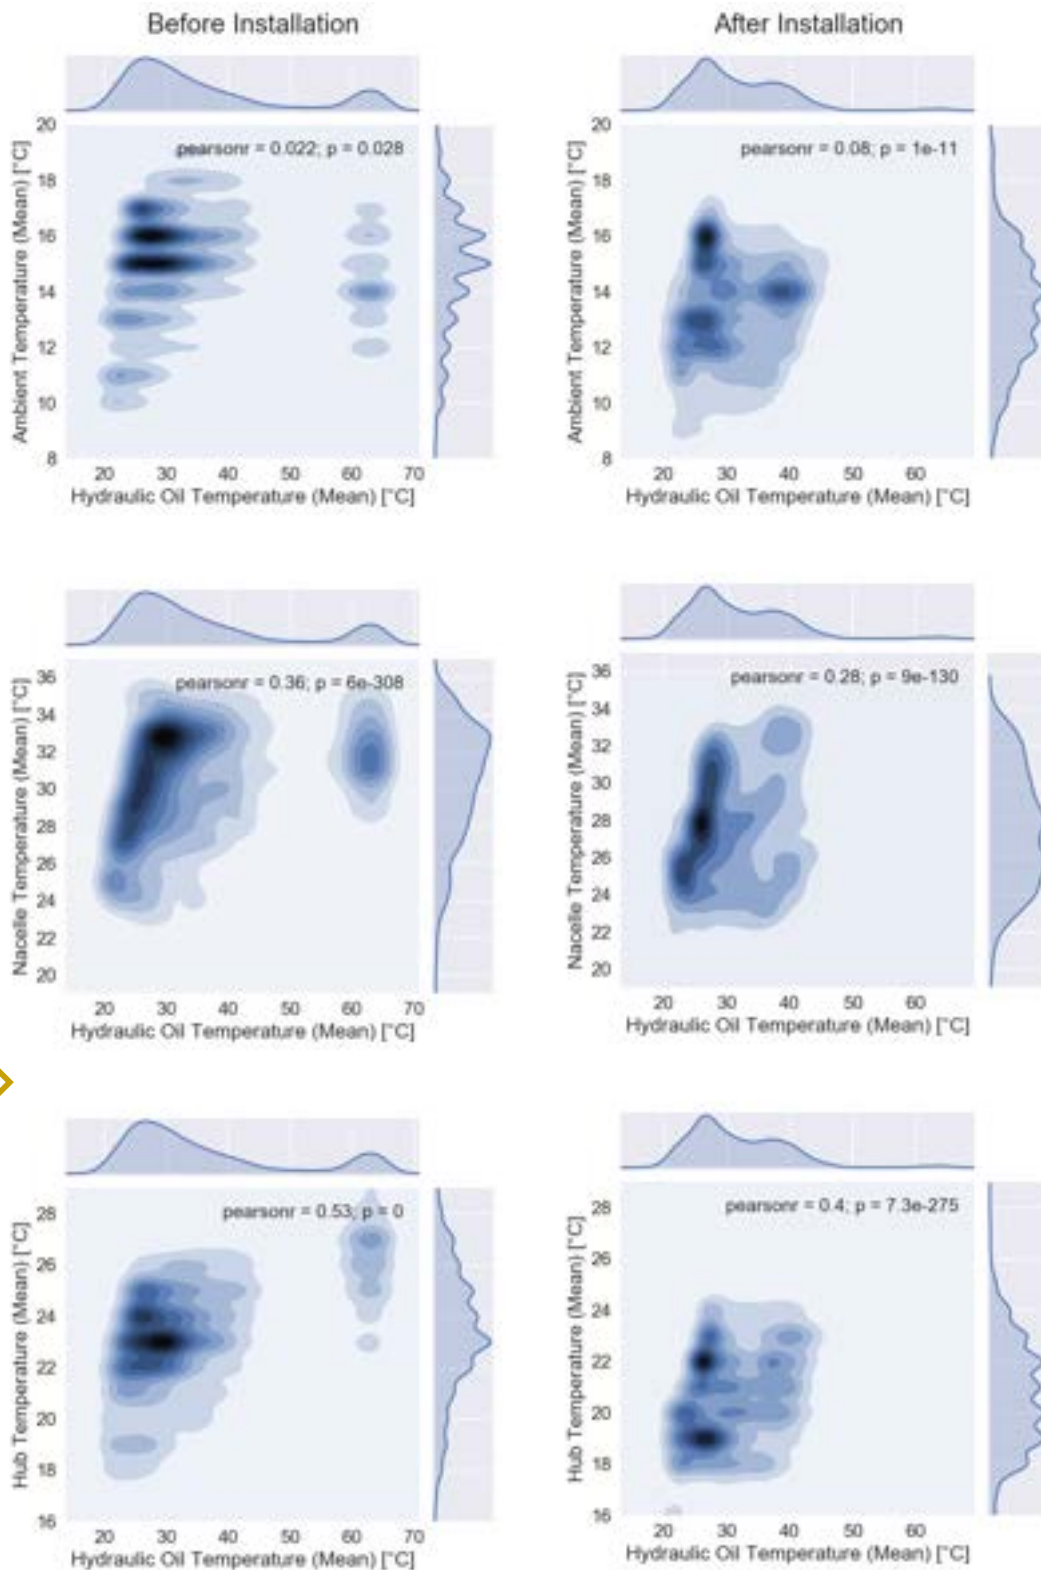 Before Installation
After Installation
pearsonr = 0.022; p = 0.028
Ambient Temperature (Mean) [°C]
20
18
16
14
12
10
8
20 30 40 50 60 70
Hydraulic Oil Temperature (Mean) [°C]
pearsonr = 0.08; p = 1e-11
Ambient Temperature (Mean) [°C]
20
18
16
14
12
10
8
20 30 40 50 60
Hydraulic Oil Temperature (Mean) [°C]
pearsonr = 0.36; p = 6e-308
Nacelle Temperature (Mean) [°C]
36
34
32
30
28
26
24
22
20
20 30 40 50 60 70
Hydraulic Oil Temperature (Mean) [°C]
pearsonr = 0.28; p = 9e-130
Nacelle Temperature (Mean) [°C]
36
34
32
30
28
26
24
22
20
20 30 40 50 60
Hydraulic Oil Temperature (Mean) [°C]
pearsonr = 0.53; p = 0
Hub Temperature (Mean) [°C]
28
26
24
22
20
18
16
20 30 40 50 60 70
Hydraulic Oil Temperature (Mean) [°C]
pearsonr = 0.4; p = 7.3e-275
Hub Temperature (Mean) [°C]
28
26
24
22
20
18
16
20 30 40 50 60
Hydraulic Oil Temperature (Mean) [°C]